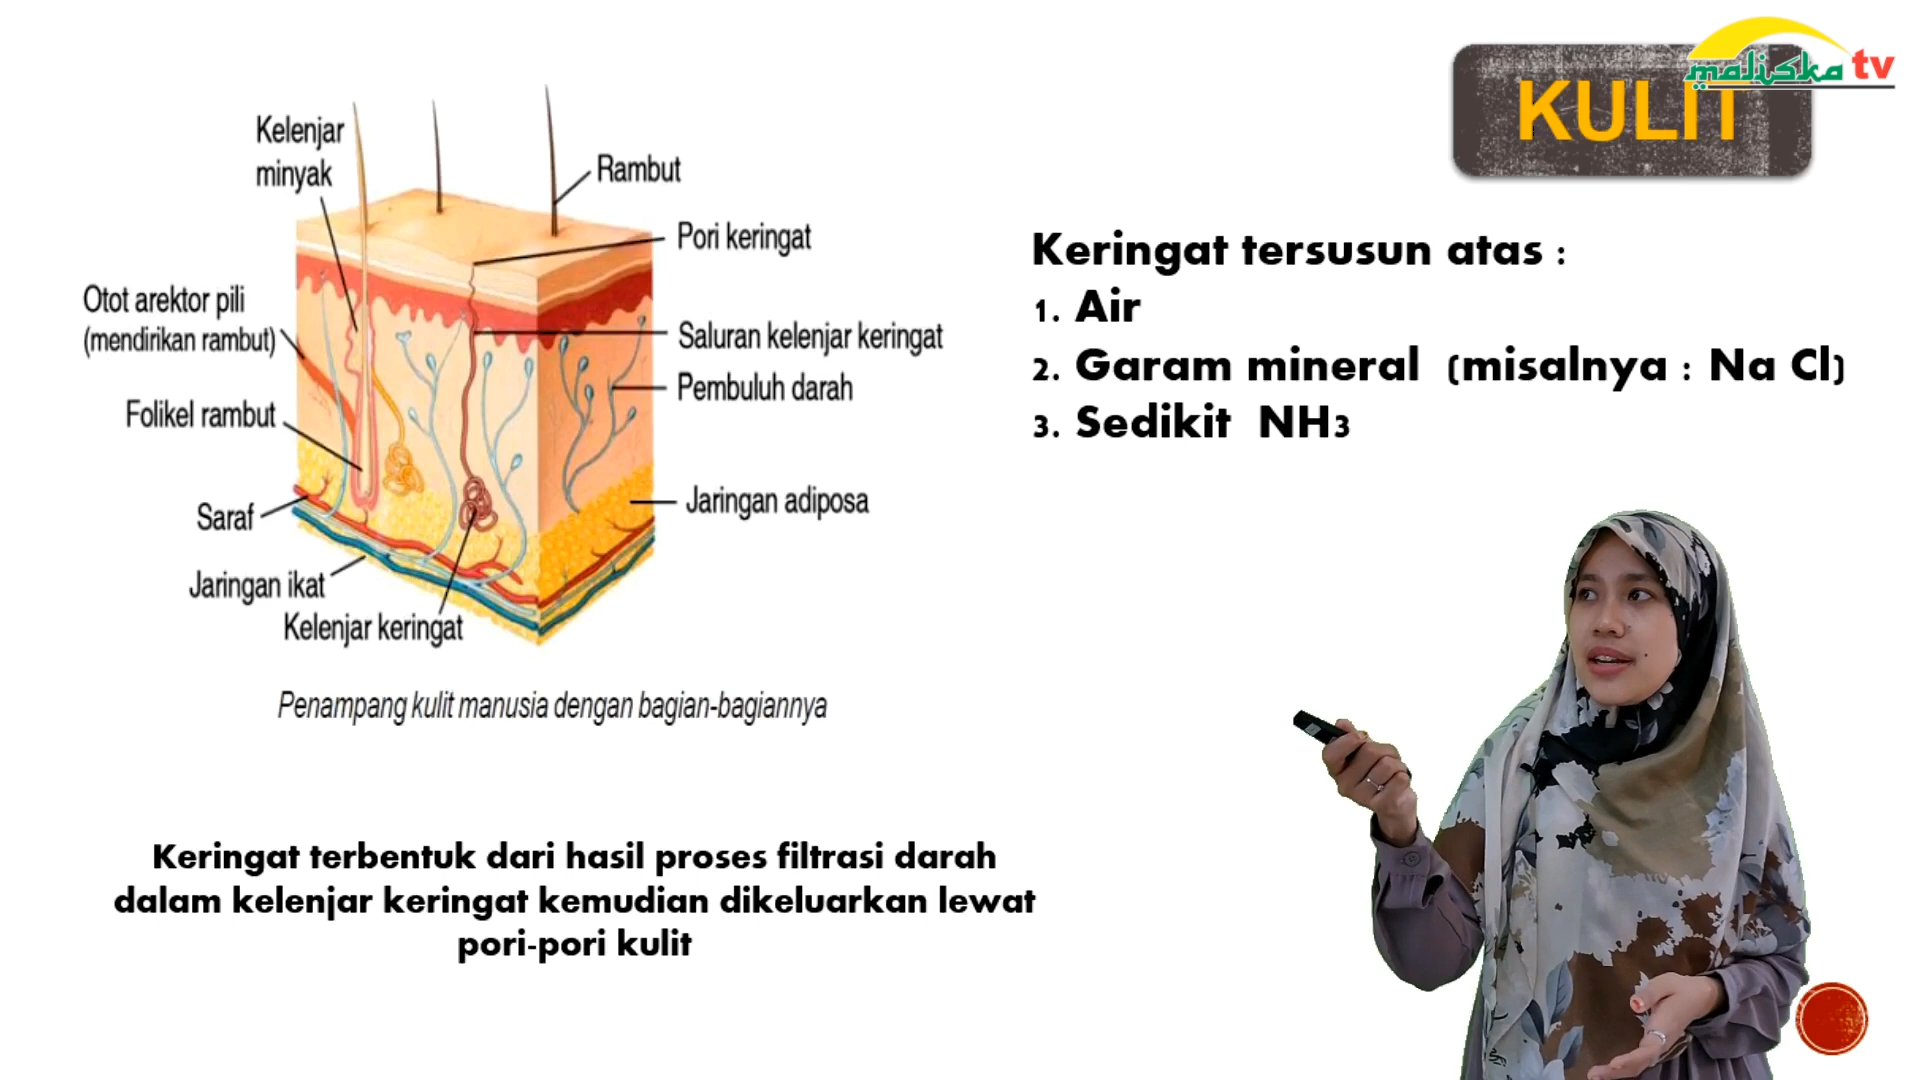 maliska tv
KULIT
Kelenjar
minyak
Rambut
Pori keringat
Otot arektor pili
(mendirikan rambut)
Saluran kelenjar keringat
Pembuluh darah
Folikel rambut
Jaringan adiposa
Saraf
Jaringan ikat
Kelenjar keringat
Penampang kulit manusia dengan bagian-bagiannya
Keringat tersusun atas :
1. Air
2. Garam mineral (misalnya : Na Cl)
3. Sedikit NH3
Keringat terbentuk dari hasil proses filtrasi darah
dalam kelenjar keringat kemudian dikeluarkan lewat
pori-pori kulit